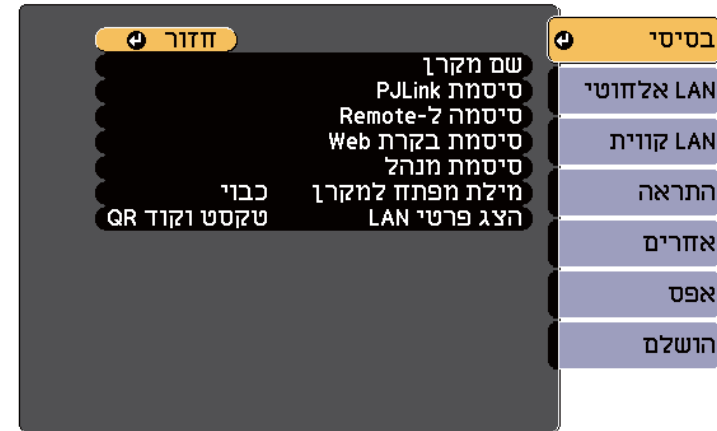 חזור
שם מקרן
סיסמת PJLink
סיסמה ל-Remote
סיסמת בקרת Web
סיסמת מנהל
מילת מפתח למקרן כבוי
הצג פרטי LAN טקסט וקוד QR
בסיסי
LAN אלחוטי
LAN קווית
התראה
אחרים
אפס
הושלם